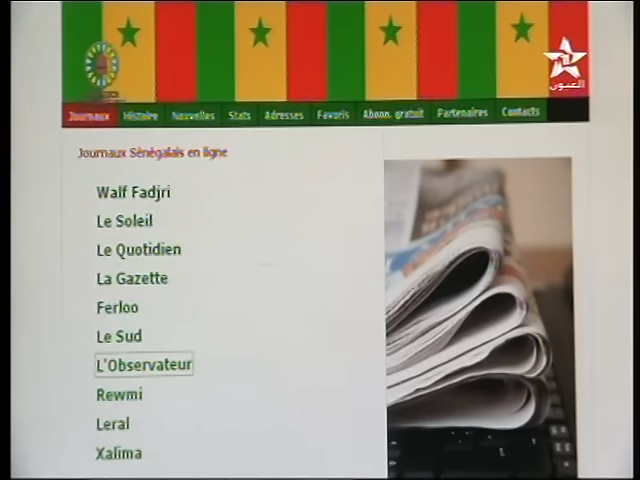 العيون
Journaux Histoire Nouvelles Stats Adresses Favoris Abonn. gratuit Partenaires Contacts
Journaux Sénégalais en ligne
Walf Fadjri
Le Soleil
Le Quotidien
La Gazette
Ferloo
Le Sud
L'Observateur
Rewmi
Leral
Xalima